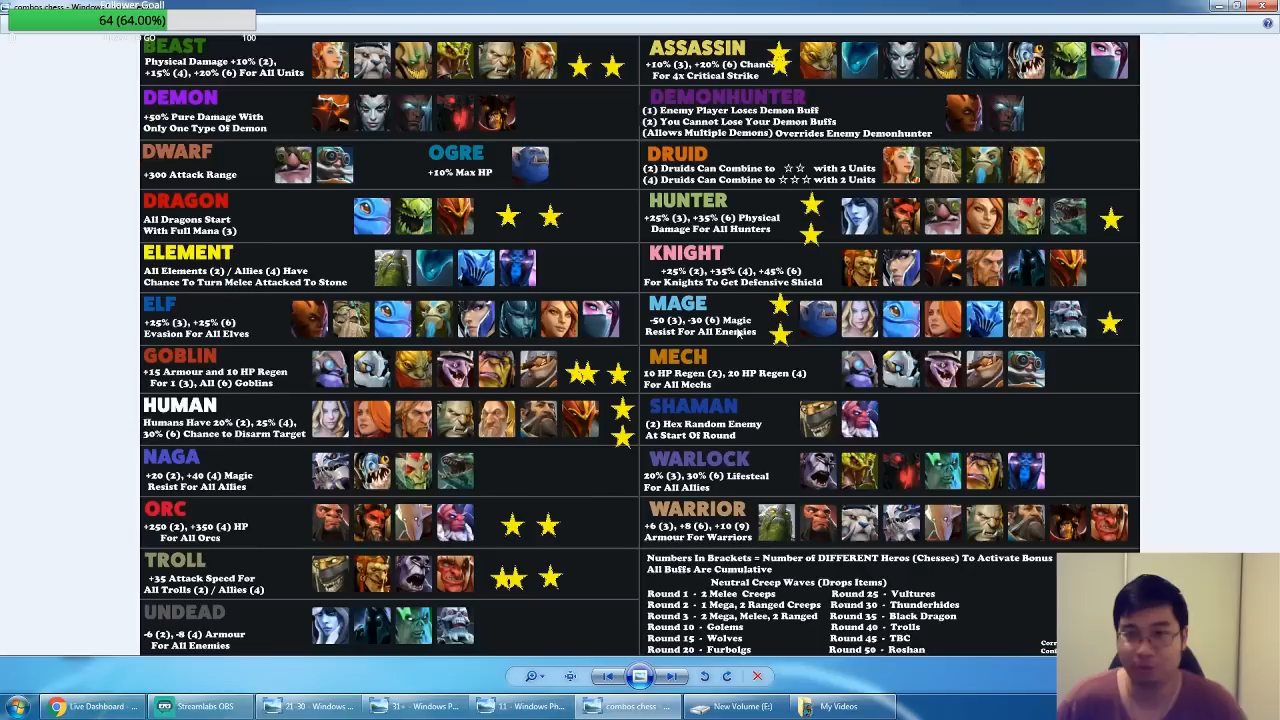 combos chess - Windows
Follower Goal!
64 (64.00%)
100
BEAST
Physical Damage +10% (2),
+15% (4), +20% (6) For All Units
DEMON
+50% Pure Damage With
Only One Type Of Demon
DWARF
+300 Attack Range
OGRE
+10% Max HP
DRAGON
All Dragons Start
With Full Mana (3)
ELEMENT
All Elements (2) / Allies (4) Have
Chance To Turn Melee Attacked To Stone
ELF
+25% (3), +25% (6)
Evasion For All Elves
GOBLIN
+15 Armour and 10 HP Regen
For 1 (3), All (6) Goblins
HUMAN
Humans Have 20% (2), 25% (4),
30% (6) Chance to Disarm Target
NAGA
+20 (2), +40 (4) Magic
Resist For All Allies
ORC
+250 (2), +350 (4) HP
For All Orcs
TROLL
+35 Attack Speed For
All Trolls (2) / Allies (4)
UNDEAD
-6 (2), -8 (4) Armour
For All Enemies
ASSASSIN
+10% (3), +20% (6)
For 4x Critical Strike
DEMONHUNTER
(1) Enemy Player Loses Demon Buff
(2) You Cannot Lose Your Demon Buffs
(Allows Multiple Demons) Overrides Enemy Demonhunter
DRUID
(2) Druids Can Combine to ☆☆ with 2 Units
(4) Druids Can Combine to ☆☆☆ with 2 Units
HUNTER
+25% (3), +35% (6) Physical
Damage For All Hunters
KNIGHT
+25% (2), +35% (4), +45% (6)
For Knights To Get Defensive Shield
MAGE
-50 (3), -30 (6) Magic
Resist For All Enemies
MECH
10 HP Regen (2), 20 HP Regen (4)
For All Mechs
SHAMAN
(2) Hex Random Enemy
At Start Of Round
WARLOCK
20% (3), 30% (6) Lifesteal
For All Allies
WARRIOR
+6 (3), +8 (6), +10 (9)
Armour For Warriors
Numbers In Brackets = Number of DIFFERENT Heros (Chesses) To Activate Bonus
All Buffs Are Cumulative
Neutral Creep Waves (Drops Items)
Round 1 - 2 Melee Creeps
Round 2 - 1 Mega, 2 Ranged Creeps
Round 3 - 2 Mega, Melee, 2 Ranged
Round 10 - Golems
Round 15 - Wolves
Round 20 - Furbolgs
Round 25 - Vultures
Round 30 - Thunderhides
Round 35 - Black Dragon
Round 40 - Trolls
Round 45 - TBC
Round 50 - Roshan
Live Dashboard - ...
Streamlabs OBS
21-30 - Windows ...
31+ - Windows P...
11 - Windows Ph...
combos chess ...
New Volume (E:)
My Videos